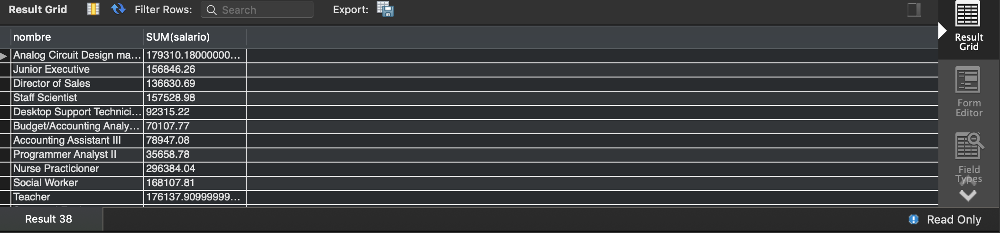 Result Grid Filter Rows: Search Export:
nombre SUM(salario)
Analog Circuit Design ma... 179310.18000000...
Junior Executive 156846.26
Director of Sales 136630.69
Staff Scientist 157528.98
Desktop Support Technici... 92315.22
Budget/Accounting Analy... 70107.77
Accounting Assistant III 78947.08
Programmer Analyst II 35658.78
Nurse Practicioner 296384.04
Social Worker 168107.81
Teacher 176137.90999999...
Result 38
Read Only
Result
Grid
Form
Editor
Field
Types